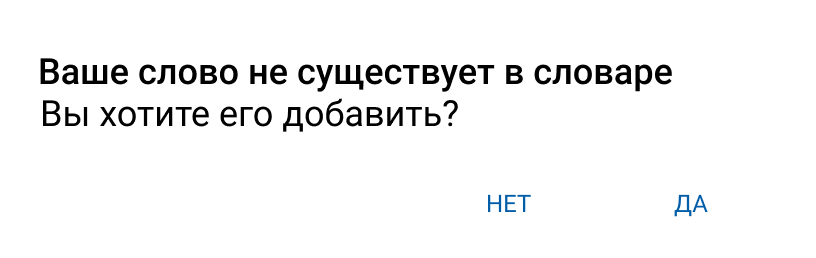 Ваше слово не существует в словаре
Вы хотите его добавить?
НЕТ ДА